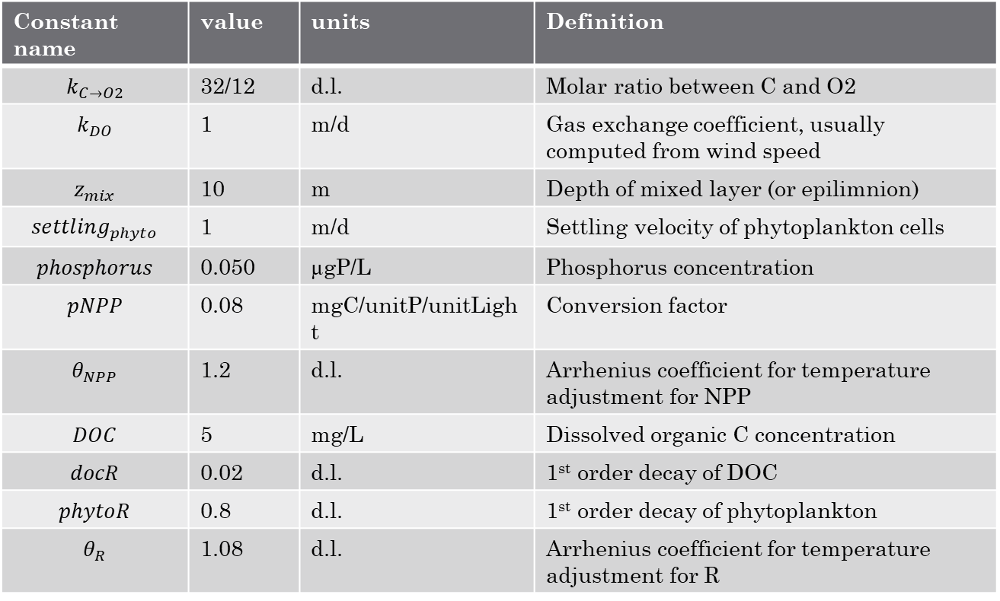 Constant name value units Definition
k_{C→O2} 32/12 d.l. Molar ratio between C and O2
k_{DO} 1 m/d Gas exchange coefficient, usually
computed from wind speed
z_{mix} 10 m Depth of mixed layer (or epilimnion)
settling_{phyto} 1 m/d Settling velocity of phytoplankton cells
phosphorus 0.050 µgP/L Phosphorus concentration
pNPP 0.08 mgC/unitP/unitLigh
t Conversion factor
θ_{NPP} 1.2 d.l. Arrhenius coefficient for temperature
adjustment for NPP
DOC 5 mg/L Dissolved organic C concentration
docR 0.02 d.l. 1st order decay of DOC
phytoR 0.8 d.l. 1st order decay of phytoplankton
θ_R 1.08 d.l. Arrhenius coefficient for temperature
adjustment for R